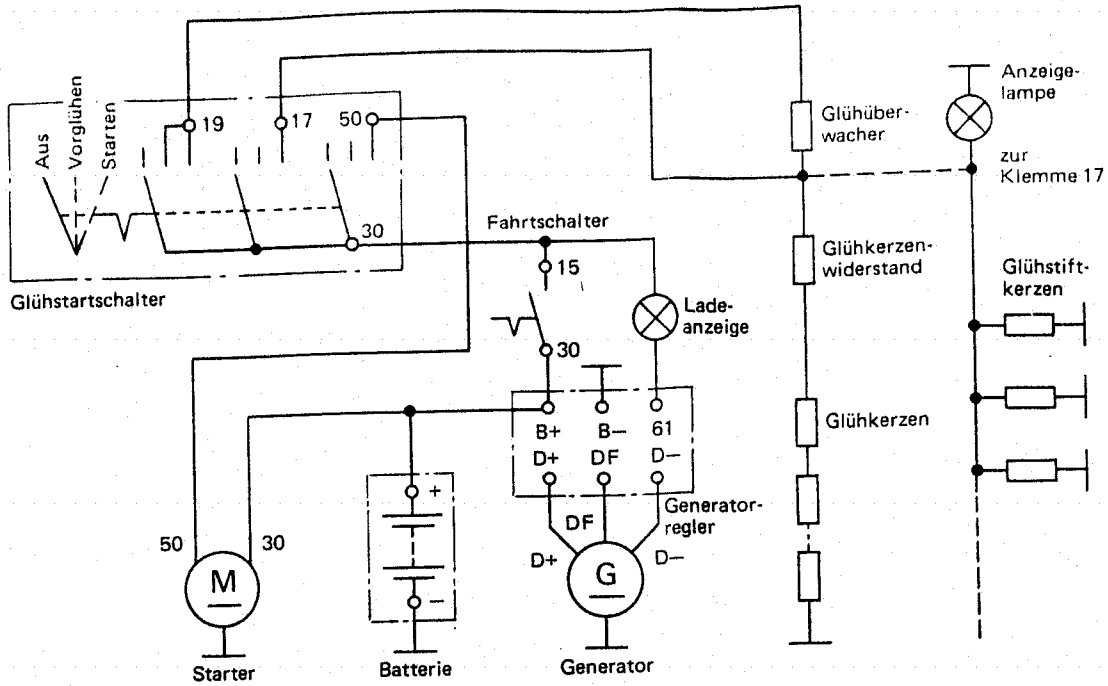 Aus
Vorglühen
Starten
19
17
50
30
Glühstartschalter
Fahrtschalter
15
30
Lade-
anzeige
Glühüber-
wacher
Anzeige-
lampe
zur
Klemme 17
Glühkerzen-
widerstand
Glühstift-
kerzen
Glühkerzen
B+
B−
61
D+
DF
D−
Generator-
regler
DF
D+
D−
G
50
30
M
+
−
Starter
Batterie
Generator